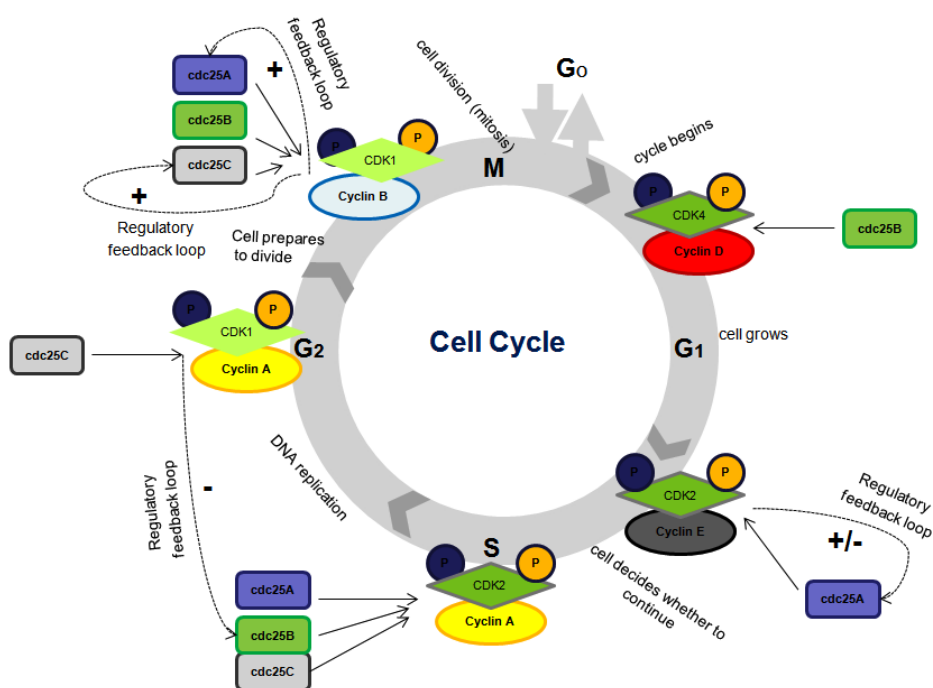 Regulatory
feedback loop
+
cdc25A
cdc25B
cdc25C
+
Regulatory
feedback loop
P
P
CDK1
Cyclin B
cell division (mitosis)
M
G0
cycle begins
P
P
CDK4
Cyclin D
cdc25B
Cell prepares
to divide
P
P
CDK1
Cyclin A
cdc25C
G2
Cell Cycle
G1
cell grows
Regulatory
feedback loop
-
DNA replication
P
P
CDK2
Cyclin E
Regulatory
feedback loop
+/-
cdc25A
cell decides whether to
continue
S
P
P
CDK2
Cyclin A
cdc25A
cdc25B
cdc25C